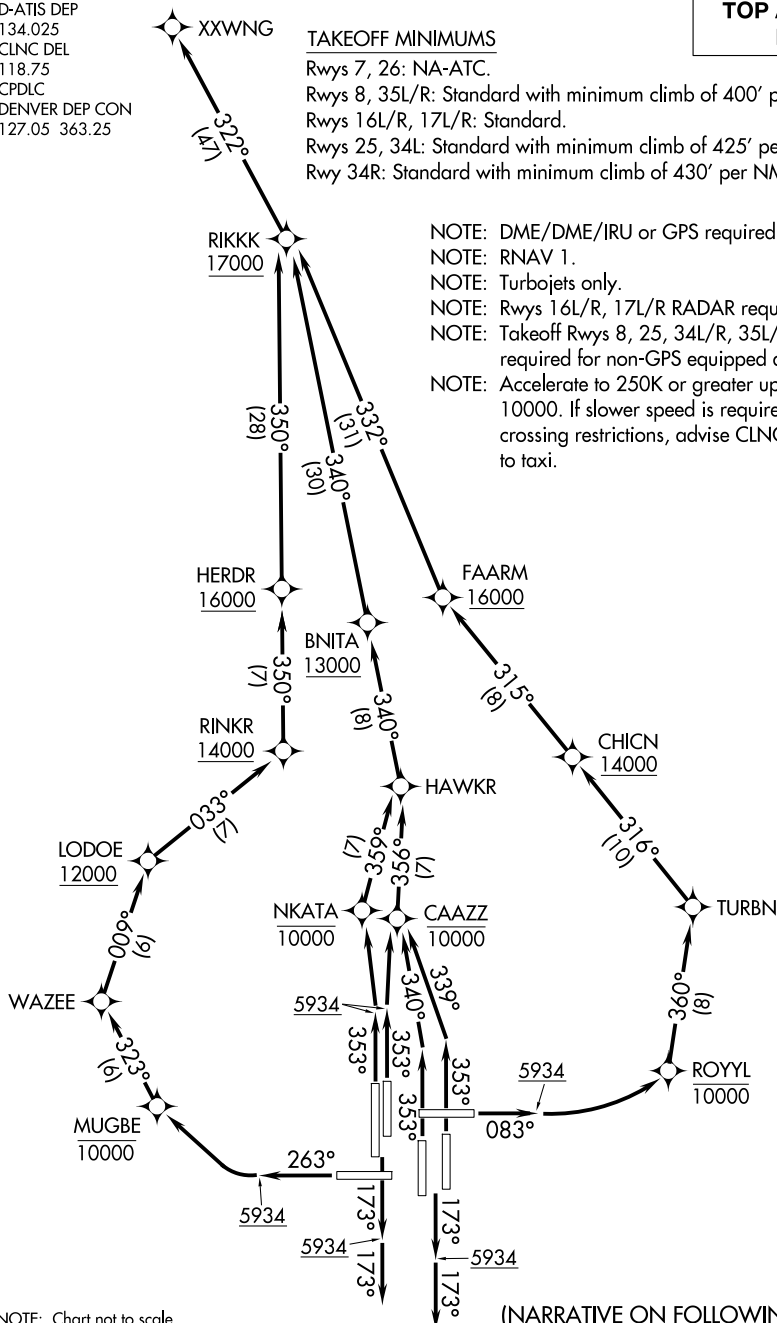 D-ATIS DEP
134.025
CLNC DEL
118.75
CPDLC
DENVER DEP CON
127.05 363.25
XXWNG
TOP
TAKEOFF MINIMUMS
Rwys 7, 26: NA-ATC.
Rwys 8, 35L/R: Standard with minimum climb of 400'
Rwys 16L/R, 17L/R: Standard.
Rwys 25, 34L: Standard with minimum climb of 425'
Rwy 34R: Standard with minimum climb of 430' per NM
322°
(47)
RIKKK
17000
NOTE: DME/DME/IRU or GPS required
NOTE: RNAV 1.
NOTE: Turbojets only.
NOTE: Rwys 16L/R, 17L/R RADAR
NOTE: Takeoff Rwys 8, 25, 34L/R,
required for non-GPS equipped
NOTE: Accelerate to 250K or greater
10000. If slower speed is
crossing restrictions, advise
to taxi.
350°
(28)
340°
(30)
332°
(31)
HERDR
16000
BNITA
13000
FAARM
16000
350°
(7)
340°
(8)
315°
(8)
RINKR
14000
HAWKR
CHICN
14000
033°
(7)
359°
(7)
356°
(7)
316°
(10)
LODOE
12000
NKATA
10000
CAAZZ
10000
TURBN
009°
(6)
WAZEE
5934
353°
353°
340°
339°
353°
353°
360°
(8)
323°
(6)
MUGBE
10000
5934
083°
ROYYL
10000
263°
5934
173°
5934
173°
173°
5934
173°
NOTE: Chart not to scale
(NARRATIVE ON